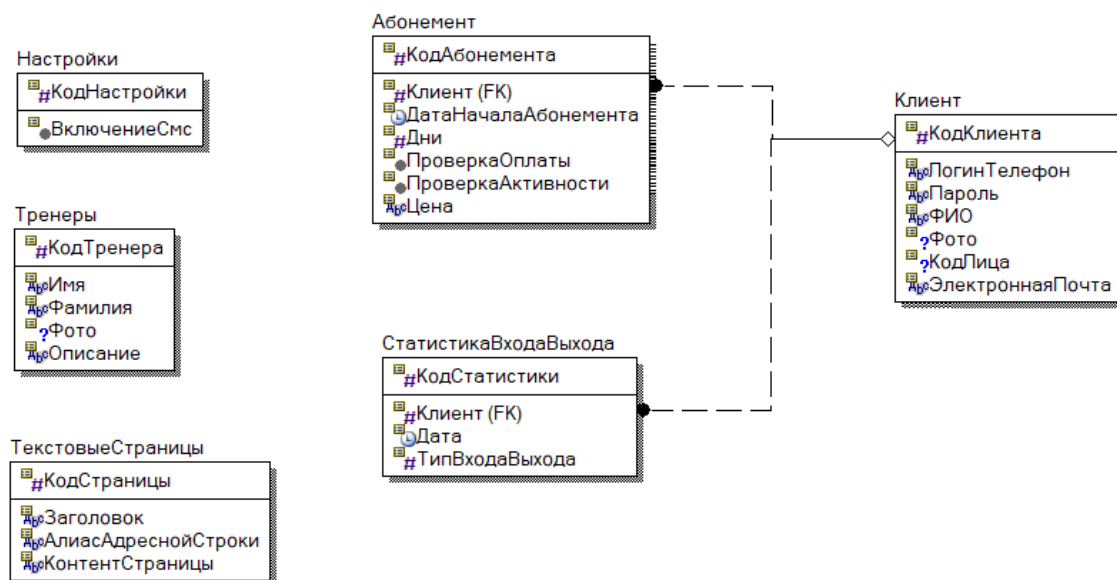 Настройки
КодНастройки
ВключениеСмс
Тренеры
КодТренера
Имя
Фамилия
Фото
Описание
ТекстовыеСтраницы
КодСтраницы
Заголовок
АлиасАдреснойСтроки
КонтентСтраницы
Абонемент
КодАбонемента
Клиент (FK)
ДатаНачалаАбонемента
Дни
ПроверкаОплаты
ПроверкаАктивности
Цена
СтатистикаВходаВыхода
КодСтатистики
Клиент (FK)
Дата
ТипВходаВыхода
Клиент
КодКлиента
ЛогинТелефон
Пароль
ФИО
Фото
КодЛица
ЭлектроннаяПочта